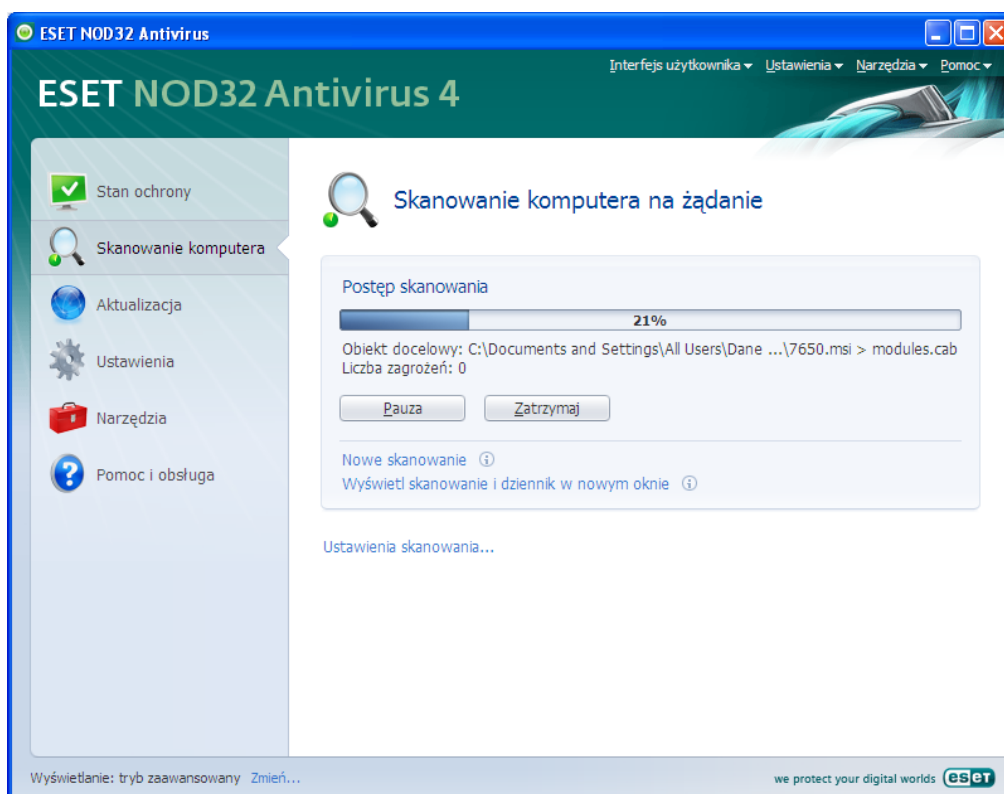 ESET NOD32 Antivirus
Interfejs użytkownika Ustawienia Narzędzia Pomoc
ESET NOD32 Antivirus 4
Stan ochrony
Skanowanie komputera
Aktualizacja
Ustawienia
Narzędzia
Pomoc i obsługa
Skanowanie komputera na żądanie
Postęp skanowania
21%
Obiekt docelowy: C:\Documents and Settings\All Users\Dane ...\7650.msi > modules.cab
Liczba zagrożeń: 0
Pauza Zatrzymaj
Nowe skanowanie
Wyświetl skanowanie i dziennik w nowym oknie
Ustawienia skanowania...
Wyświetlanie: tryb zaawansowany Zmień...
we protect your digital worlds eseT